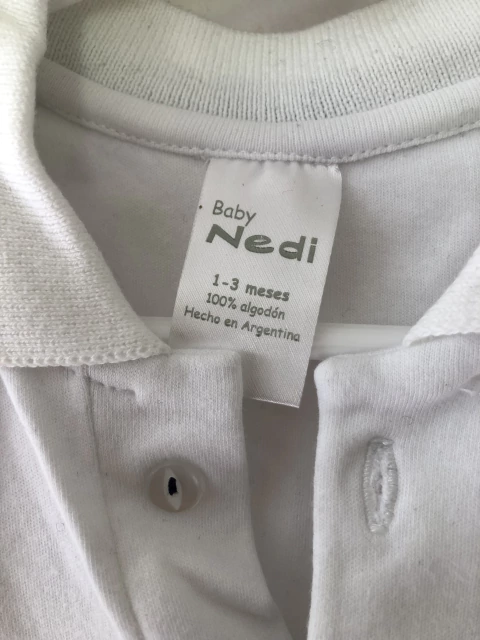 Baby
Nedi
1-3 meses
100% algodón
Hecho en Argentina